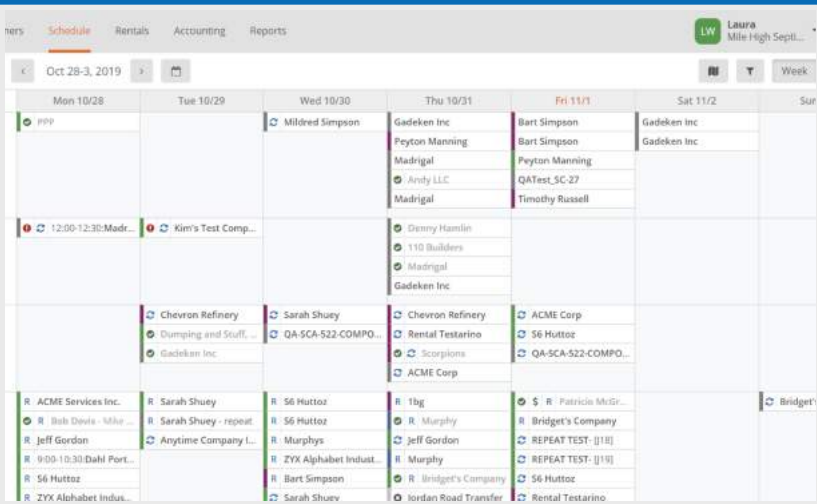 ners Schedule Rentals Accounting Reports
LW Laura
Mile High Septi...
Oct 28-3, 2019 Week
Mon 10/28 Tue 10/29 Wed 10/30 Thu 10/31 Fri 11/1 Sat 11/2 Sun
PPP Mildred Simpson Gadeken Inc Bart Simpson Gadeken Inc
Peyton Manning Bart Simpson Gadeken Inc
Madrigal Peyton Manning
Andy LLC QATest_SC-27
Madrigal Timothy Russell
12:00-12:30:Madr... Kim's Test Comp... Denny Hamlin
110 Builders
Madrigal
Gadeken Inc
Chevron Refinery Sarah Shuey Chevron Refinery ACME Corp
Dumping and Stuff, ... QA-SCA-522-COMPO... Rental Testarino S6 Huttoz
Gadeken Inc Scorpions QA-SCA-522-COMPO...
ACME Corp
R ACME Services Inc. R Sarah Shuey R S6 Huttoz R 1bg $ R Patricio McGr... Bridget's
R Bob Davis - Mike ... R Sarah Shuey - repeat R S6 Huttoz R Murphy R Bridget's Company
R Jeff Gordon Anytime Company I... R Murphys Jeff Gordon REPEAT TEST- [J18]
R 9:00-10:30:Dahl Port... R ZYX Alphabet Indust... R Murphy REPEAT TEST- [J19]
R S6 Huttoz R Bart Simpson R Bridget's Company S6 Huttoz
R ZYX Alphabet Indus... Sarah Shuey Jordan Road Transfer Rental Testarino